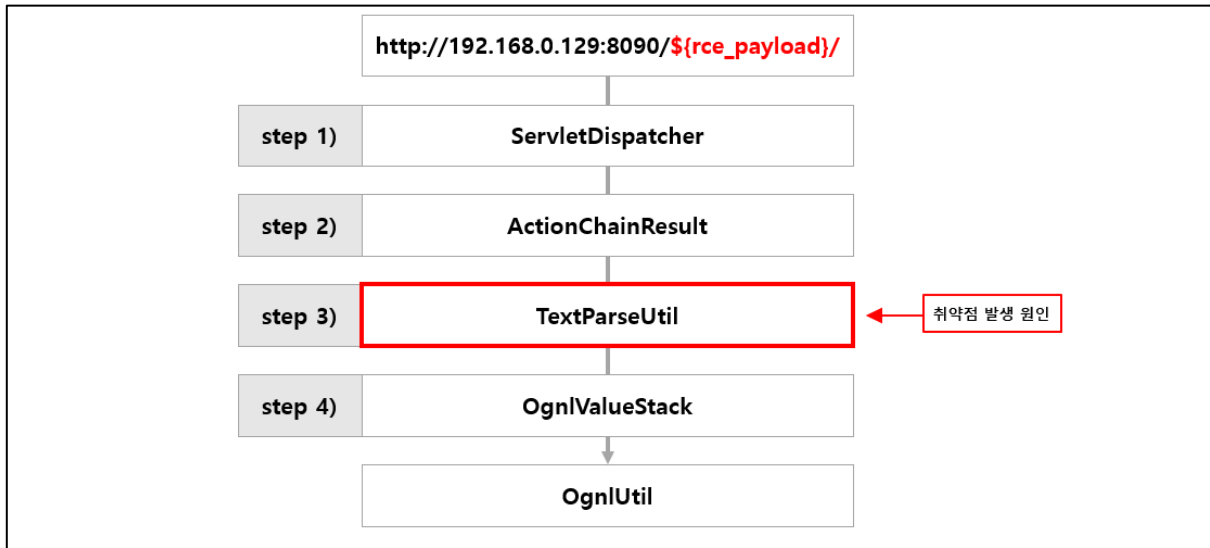 http://192.168.0.129:8090/${rce_payload}/
step 1) ServletDispatcher
step 2) ActionChainResult
step 3) TextParseUtil 취약점 발생 원인
step 4) OgnlValueStack
OgnlUtil